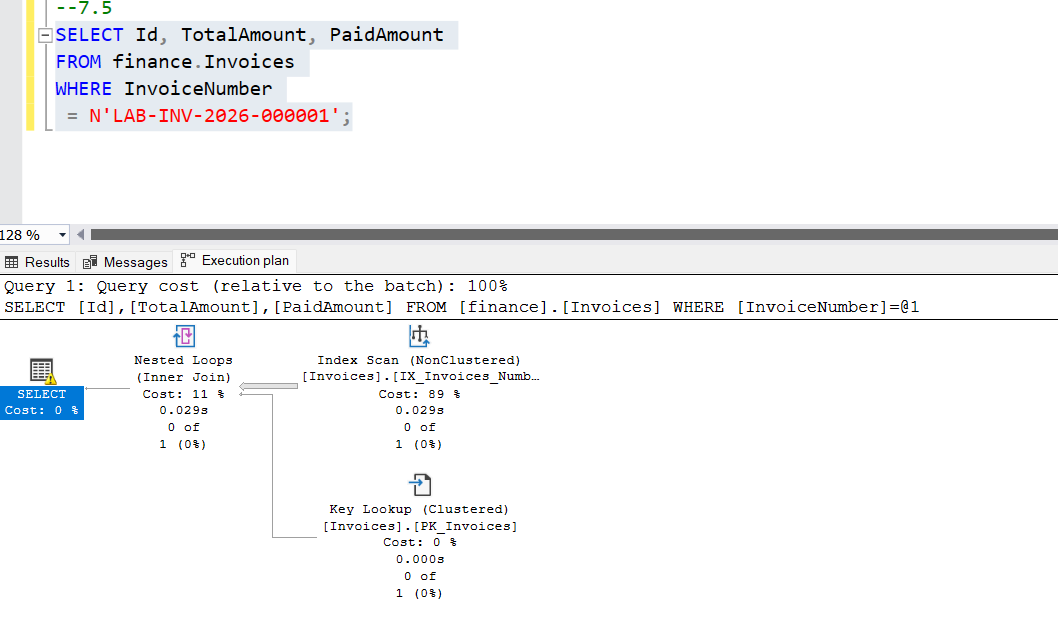 --7.5
SELECT Id, TotalAmount, PaidAmount
FROM finance.Invoices
WHERE InvoiceNumber
= N'LAB-INV-2026-000001';
128 %
Results Messages Execution plan
Query 1: Query cost (relative to the batch): 100%
SELECT [Id],[TotalAmount],[PaidAmount] FROM [finance].[Invoices] WHERE [InvoiceNumber]=@1
SELECT
Cost: 0 %
Nested Loops
(Inner Join)
Cost: 11 %
0.029s
0 of
1 (0%)
Index Scan (NonClustered)
[Invoices].[IX_Invoices_Numb…
Cost: 89 %
0.029s
0 of
1 (0%)
Key Lookup (Clustered)
[Invoices].[PK_Invoices]
Cost: 0 %
0.000s
0 of
1 (0%)